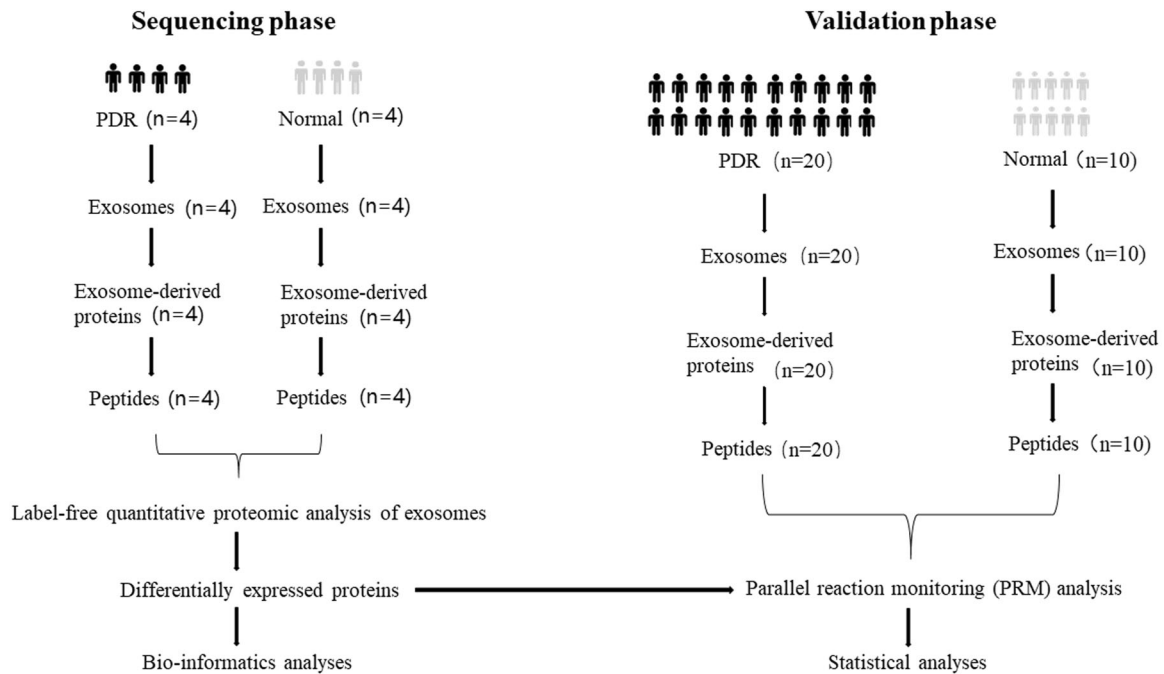 Sequencing phase
PDR (n=4)
Normal (n=4)
Exosomes (n=4)
Exosomes (n=4)
Exosome-derived
proteins (n=4)
Exosome-derived
proteins (n=4)
Peptides (n=4)
Peptides (n=4)
Label-free quantitative proteomic analysis of exosomes
Differentially expressed proteins
Bio-informatics analyses
Validation phase
PDR (n=20)
Normal (n=10)
Exosomes (n=20)
Exosomes (n=10)
Exosome-derived
proteins (n=20)
Exosome-derived
proteins (n=10)
Peptides (n=20)
Peptides (n=10)
Parallel reaction monitoring (PRM) analysis
Statistical analyses